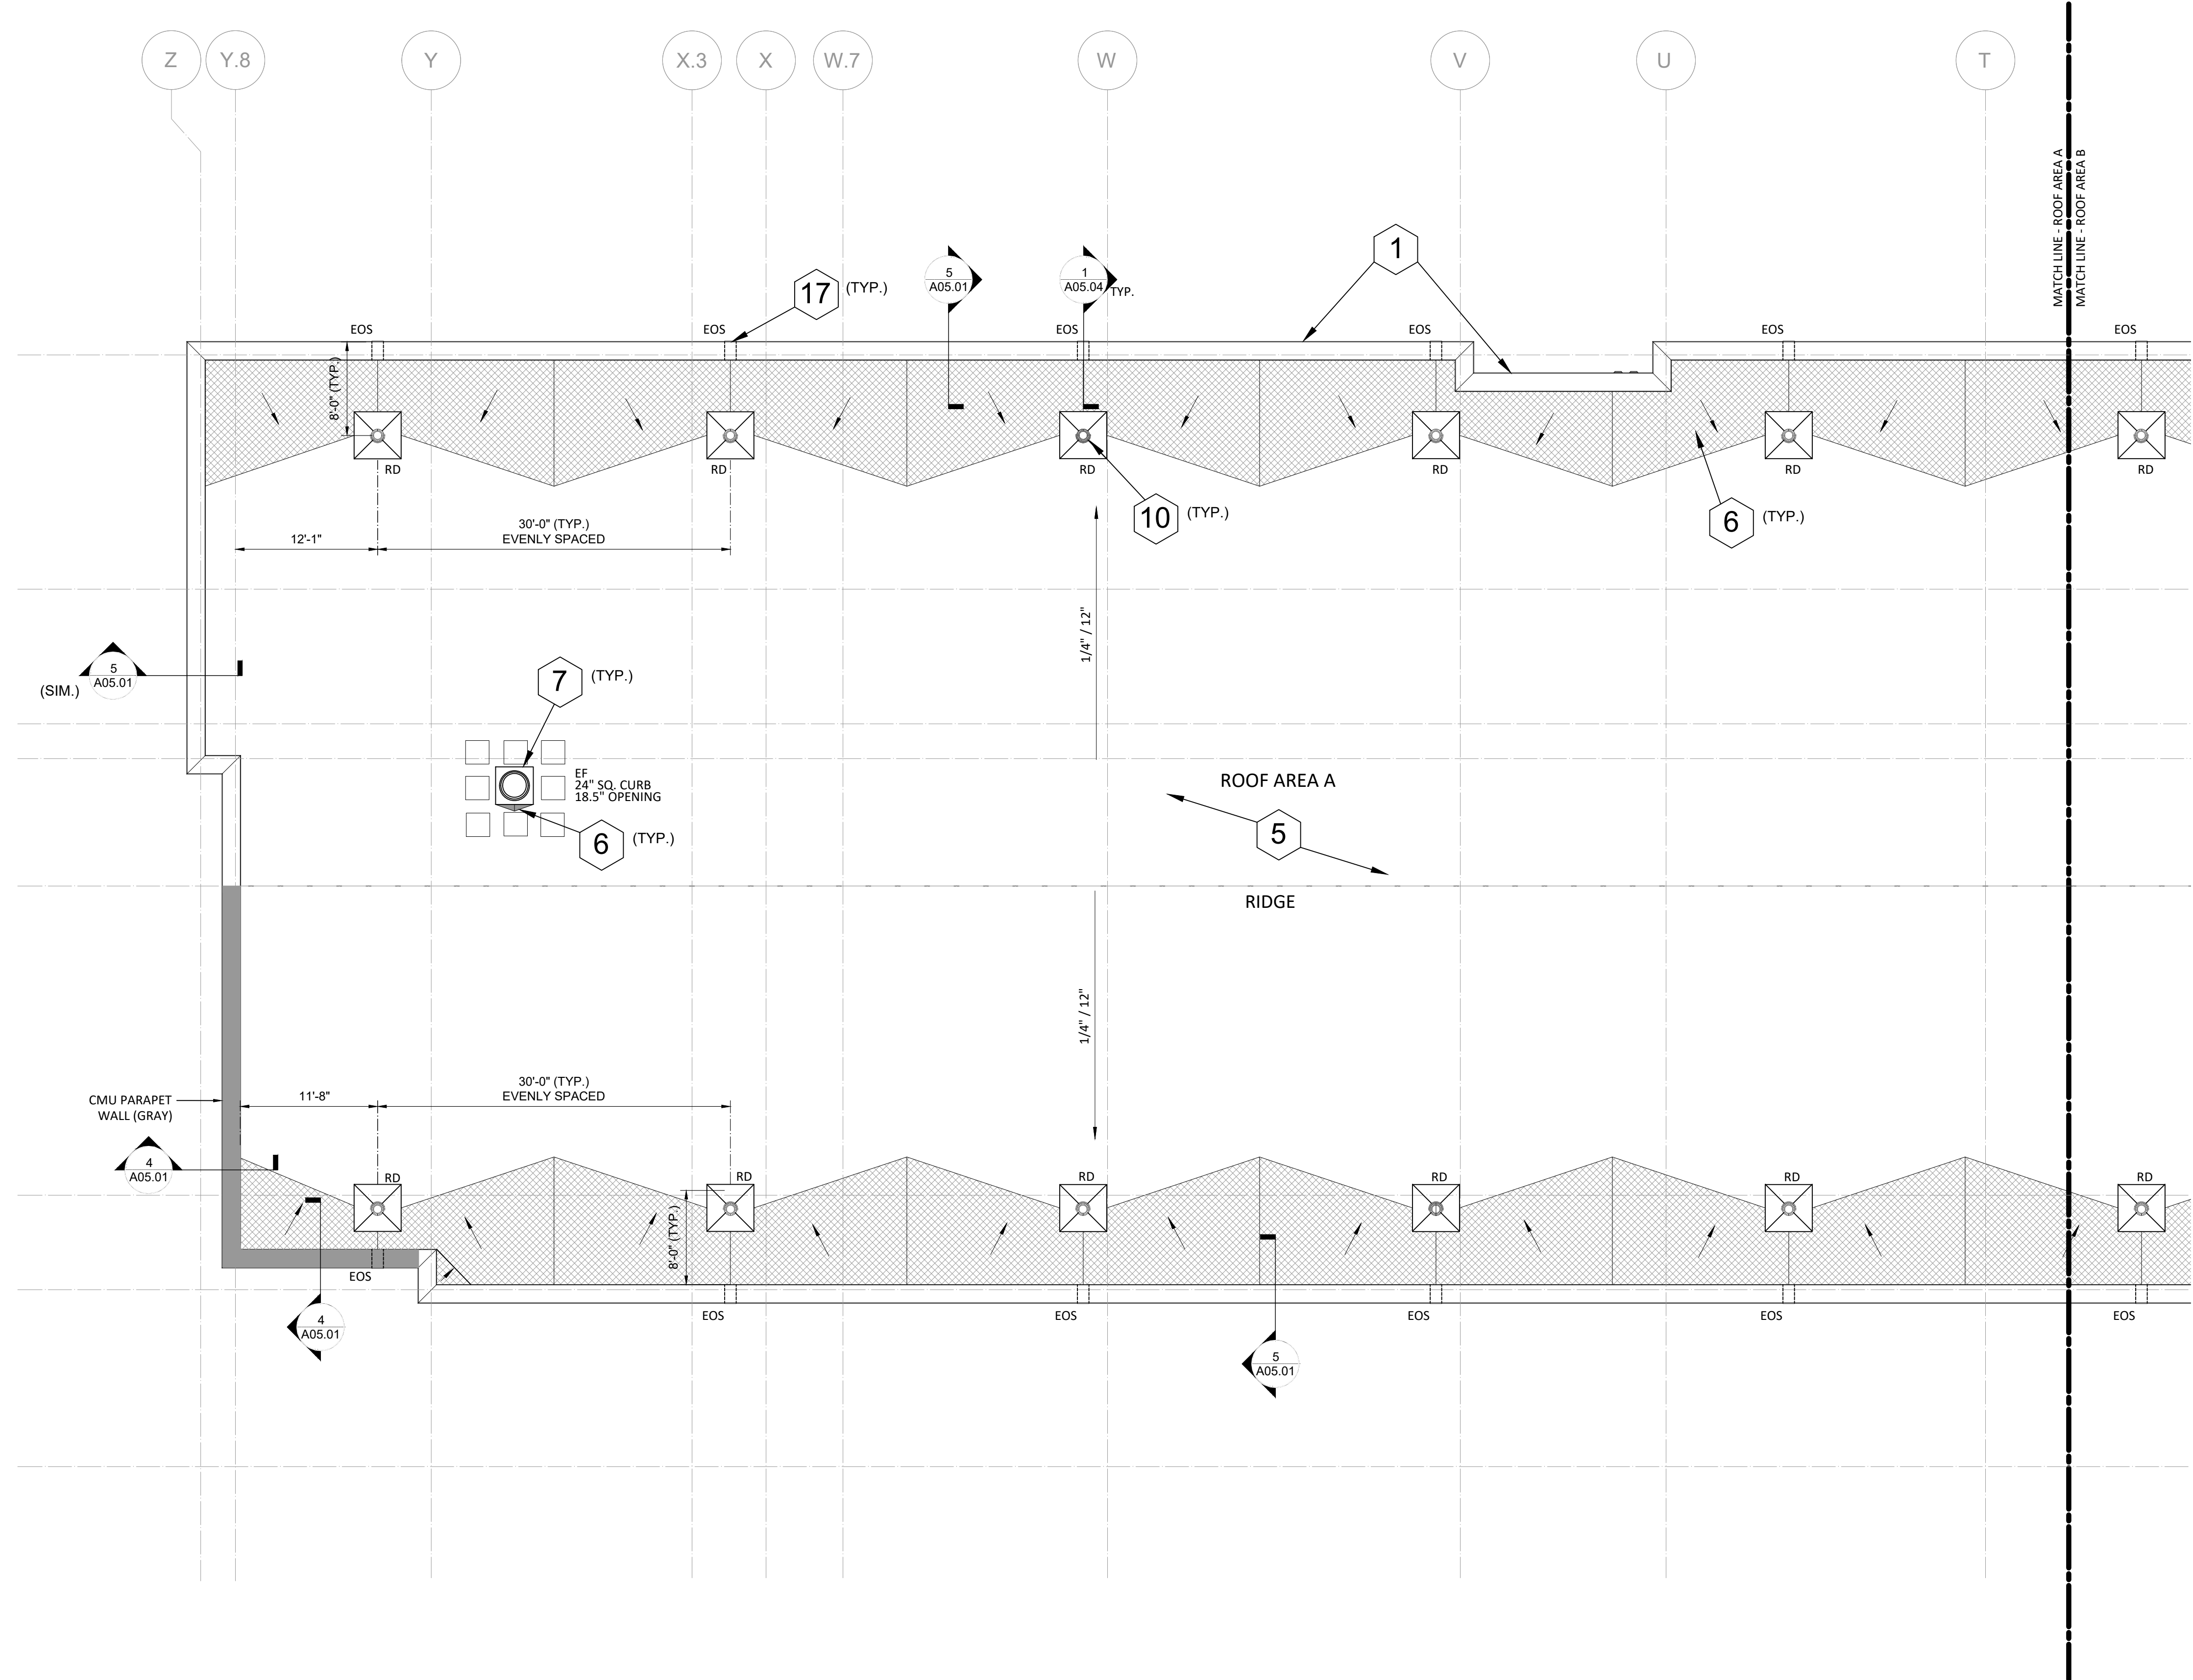 Z
Y.8
Y
X.3
X
W.7
W
V
U
T
MATCH LINE - ROOF AREA A
MATCH LINE - ROOF AREA B
1
17
(TYP.)
5
A05.01
1
A05.04
TYP.
EOS
EOS
EOS
EOS
EOS
EOS
8'-0" (TYP.)
RD
RD
RD
RD
RD
RD
10
(TYP.)
6
(TYP.)
30'-0" (TYP.)
12'-1"
EVENLY SPACED
1/4" / 12"
5
A05.01
(SIM.)
7
(TYP.)
EF
24" SQ. CURB
18.5" OPENING
6
(TYP.)
ROOF AREA A
5
RIDGE
1/4" / 12"
30'-0" (TYP.)
11'-8"
EVENLY SPACED
CMU PARAPET
WALL (GRAY)
4
A05.01
RD
RD
RD
RD
RD
RD
8'-0" (TYP.)
EOS
EOS
EOS
EOS
EOS
EOS
4
A05.01
5
A05.01